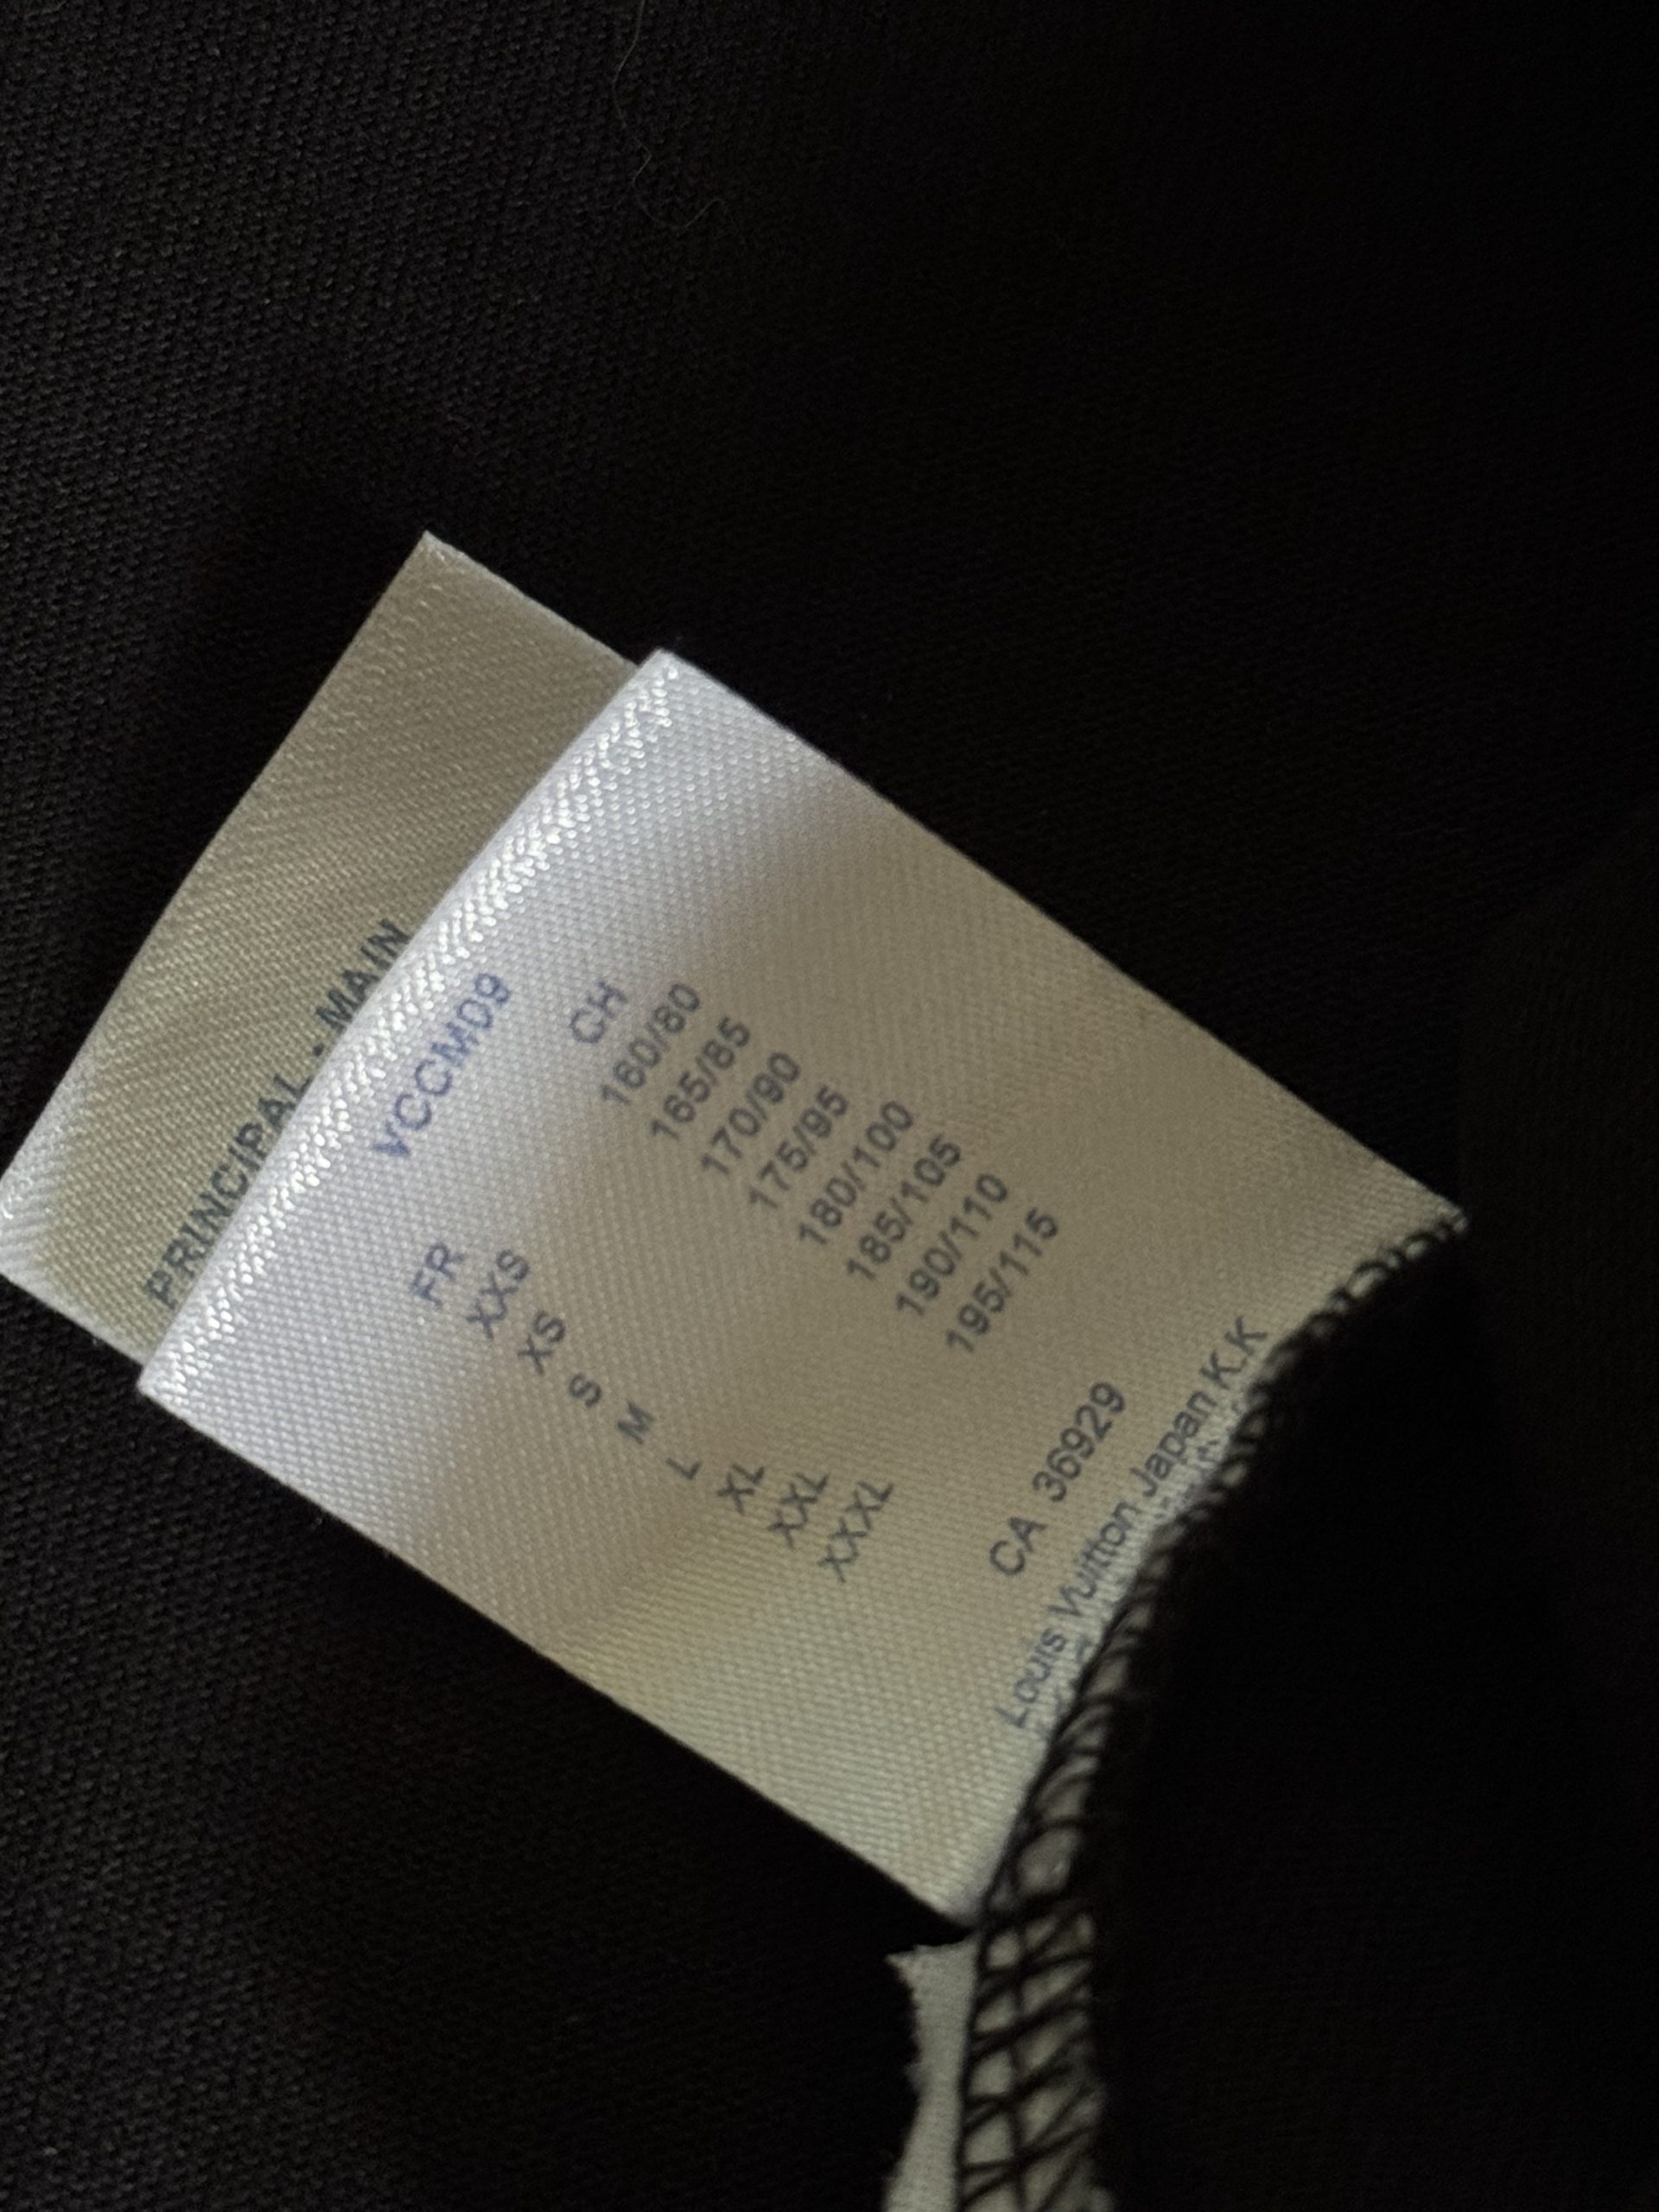 PRINCIPAL - MAIN
VCCMD9
FR CH
XXS 160/80
XS 165/85
S 170/90
M 175/95
L 180/100
XL 185/105
XXL 190/110
XXXL 195/115
CA 36929
Louis Vuitton Japan K.K